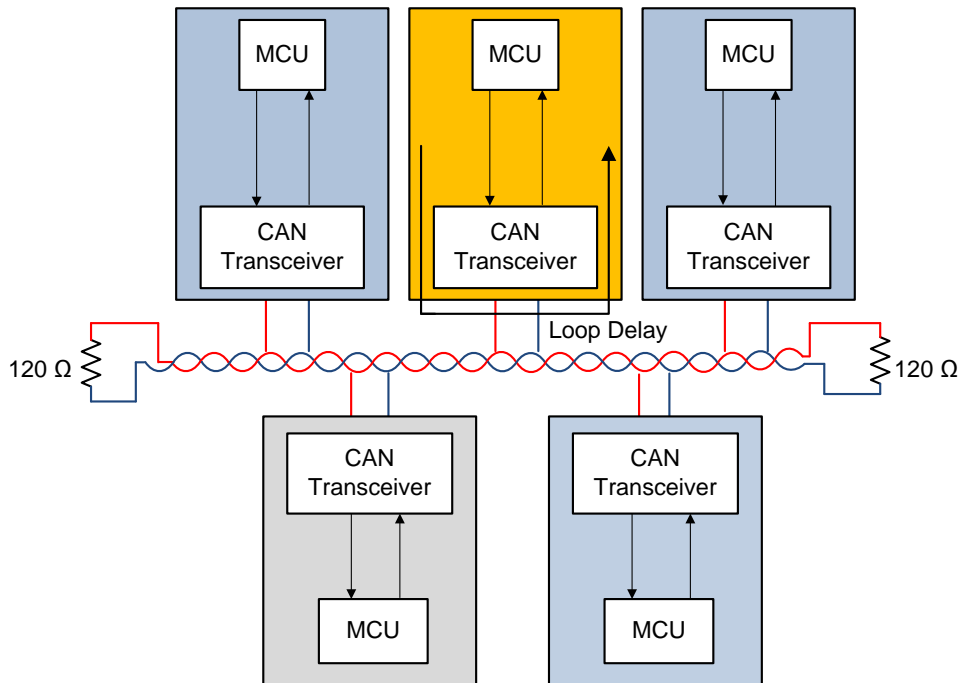 MCU
MCU
MCU
CAN
Transceiver
CAN
Transceiver
CAN
Transceiver
Loop Delay
120 Ω
120 Ω
CAN
Transceiver
CAN
Transceiver
MCU
MCU